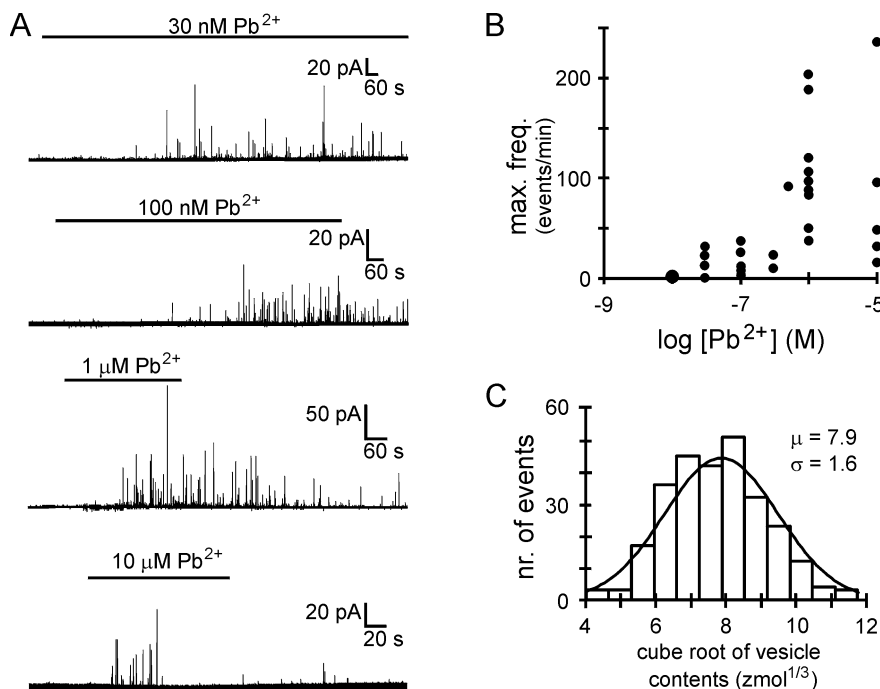 A
30 nM Pb2+
20 pA
60 s
100 nM Pb2+
20 pA
60 s
1 µM Pb2+
50 pA
60 s
10 µM Pb2+
20 pA
20 s
B
max. freq.
(events/min)
200
100
0
-9
-7
-5
log [Pb2+] (M)
C
nr. of events
60
30
0
µ = 7.9
σ = 1.6
4 6 8 10 12
cube root of vesicle
contents (zmol1/3)